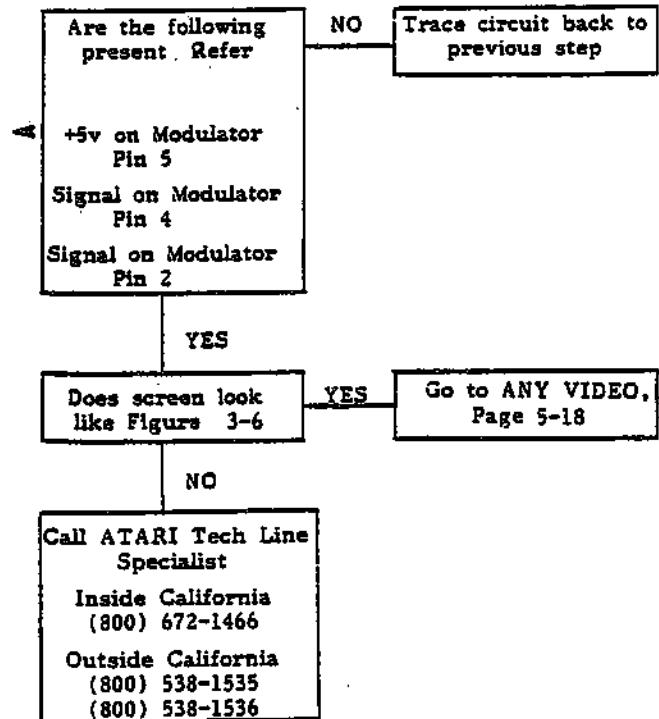 Are the following
present. Refer
NO
Trace circuit back to
previous step
A
+5v on Modulator
Pin 5
Signal on Modulator
Pin 4
Signal on Modulator
Pin 2
YES
Does screen look
like Figure 3-6
YES
Go to ANY VIDEO,
Page 5-18
NO
Call ATARI Tech Line
Specialist
Inside California
(800) 672-1466
Outside California
(800) 538-1535
(800) 538-1536